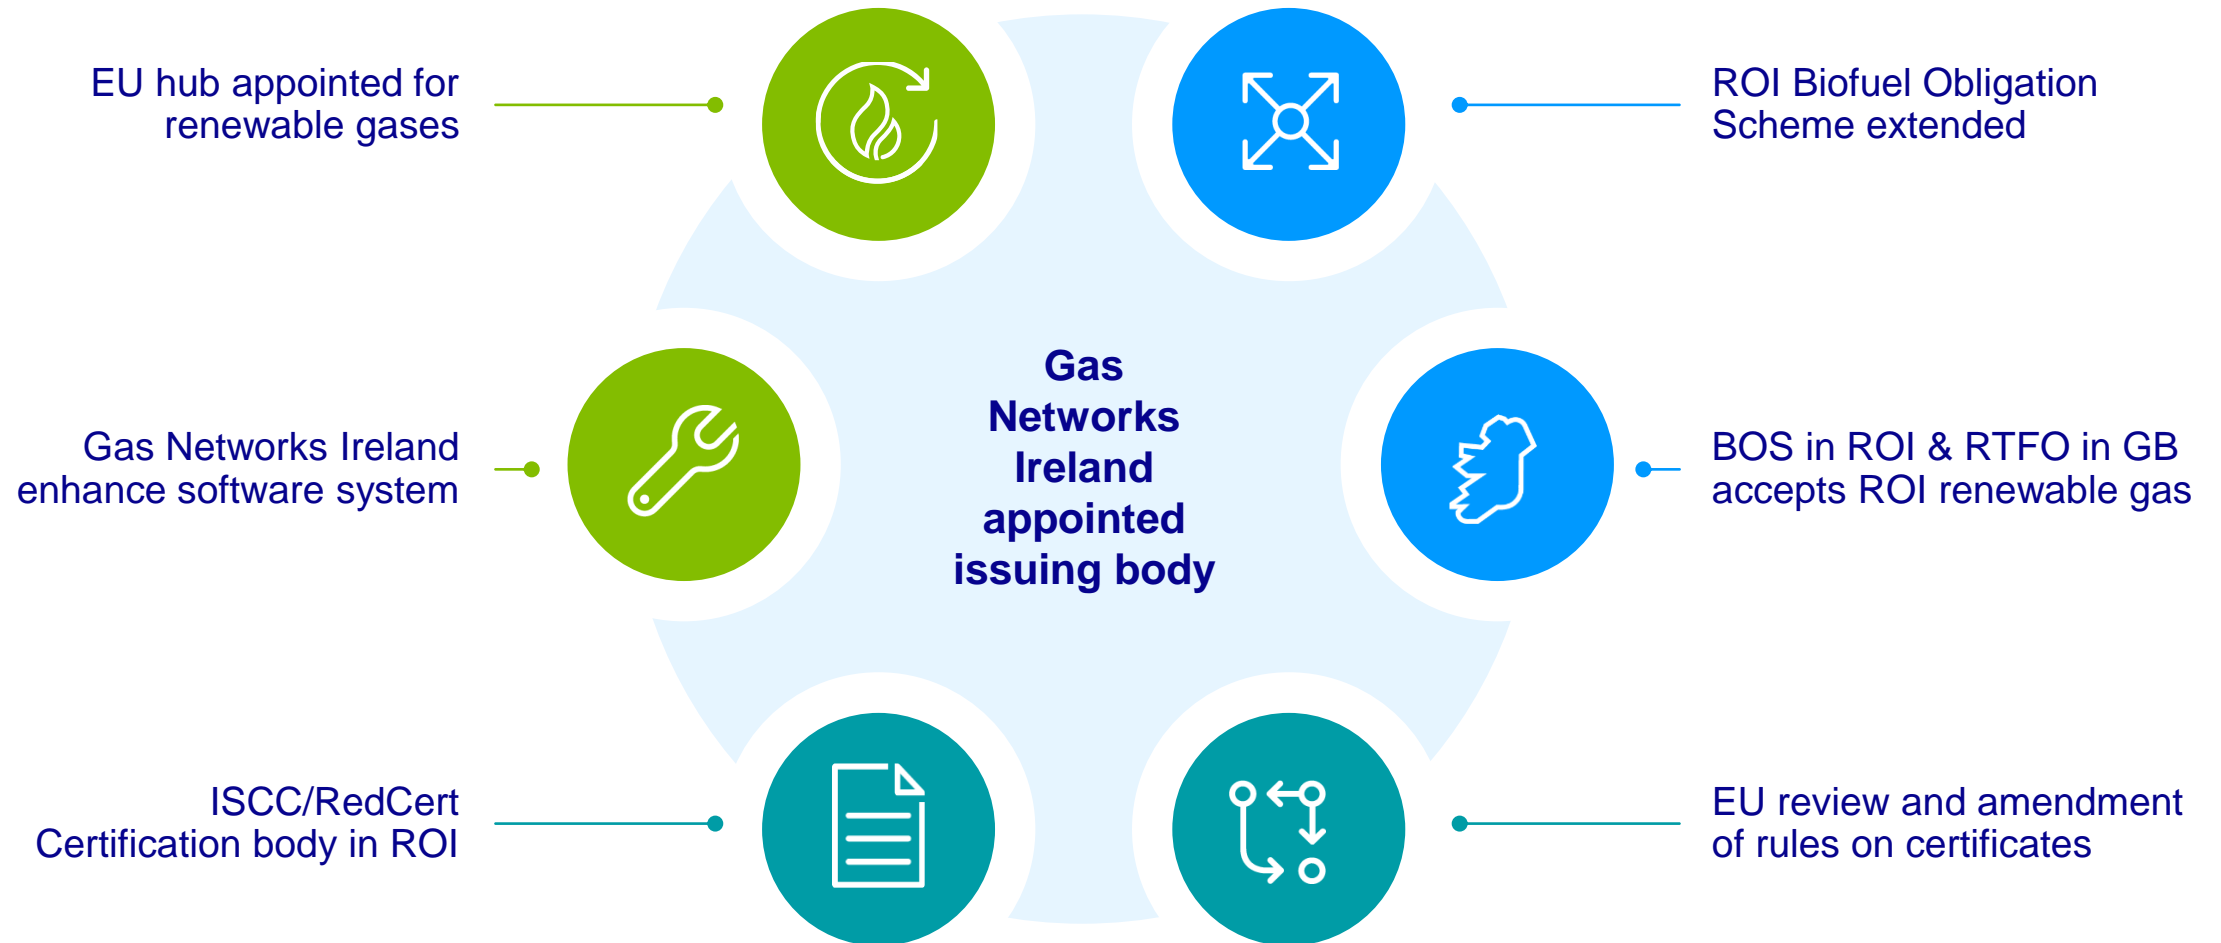 EU hub appointed for
renewable gases
ROI Biofuel Obligation
Scheme extended
Gas Networks Ireland
enhance software system
Gas
Networks
Ireland
appointed
issuing body
BOS in ROI & RTFO in GB
accepts ROI renewable gas
ISCC/RedCert
Certification body in ROI
EU review and amendment
of rules on certificates